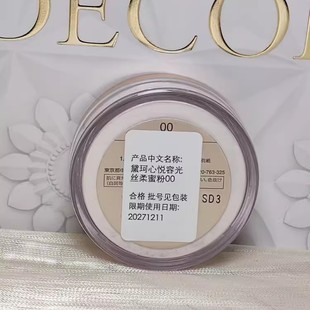 DECOR
00
产品中文名称:
黛珂心悦容光
丝柔蜜粉00
合格 批号见包装
限期使用日期:
20271211
SD3